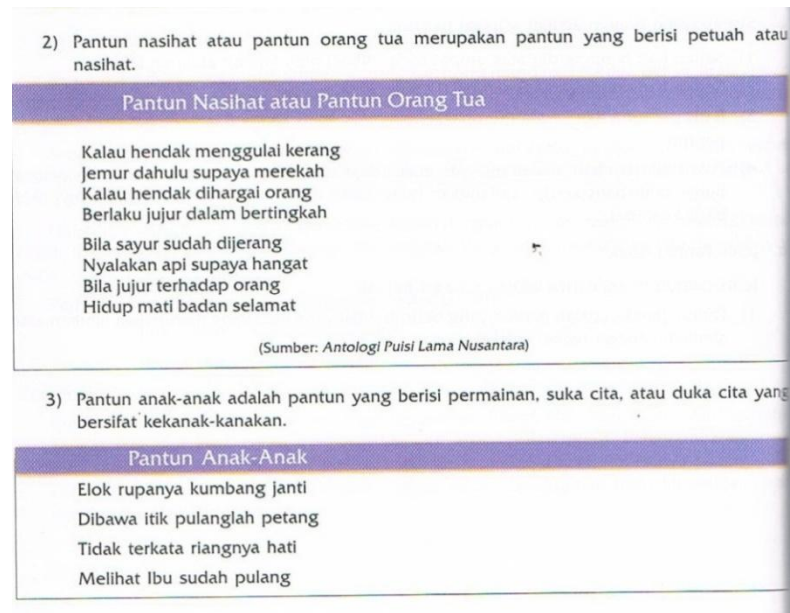 2) Pantun nasihat atau pantun orang tua merupakan pantun yang berisi petuah atau
nasihat.
Pantun Nasihat atau Pantun Orang Tua
Kalau hendak menggulai kerang
Jemur dahulu supaya merekah
Kalau hendak dihargai orang
Berlaku jujur dalam bertingkah
Bila sayur sudah dijerang
Nyalakan api supaya hangat
Bila jujur terhadap orang
Hidup mati badan selamat
(Sumber: Antologi Puisi Lama Nusantara)
3) Pantun anak-anak adalah pantun yang berisi permainan, suka cita, atau duka cita yang
bersifat kekanak-kanakan.
Pantun Anak-Anak
Elok rupanya kumbang janti
Dibawa itik pulanglah petang
Tidak terkata riangnya hati
Melihat Ibu sudah pulang